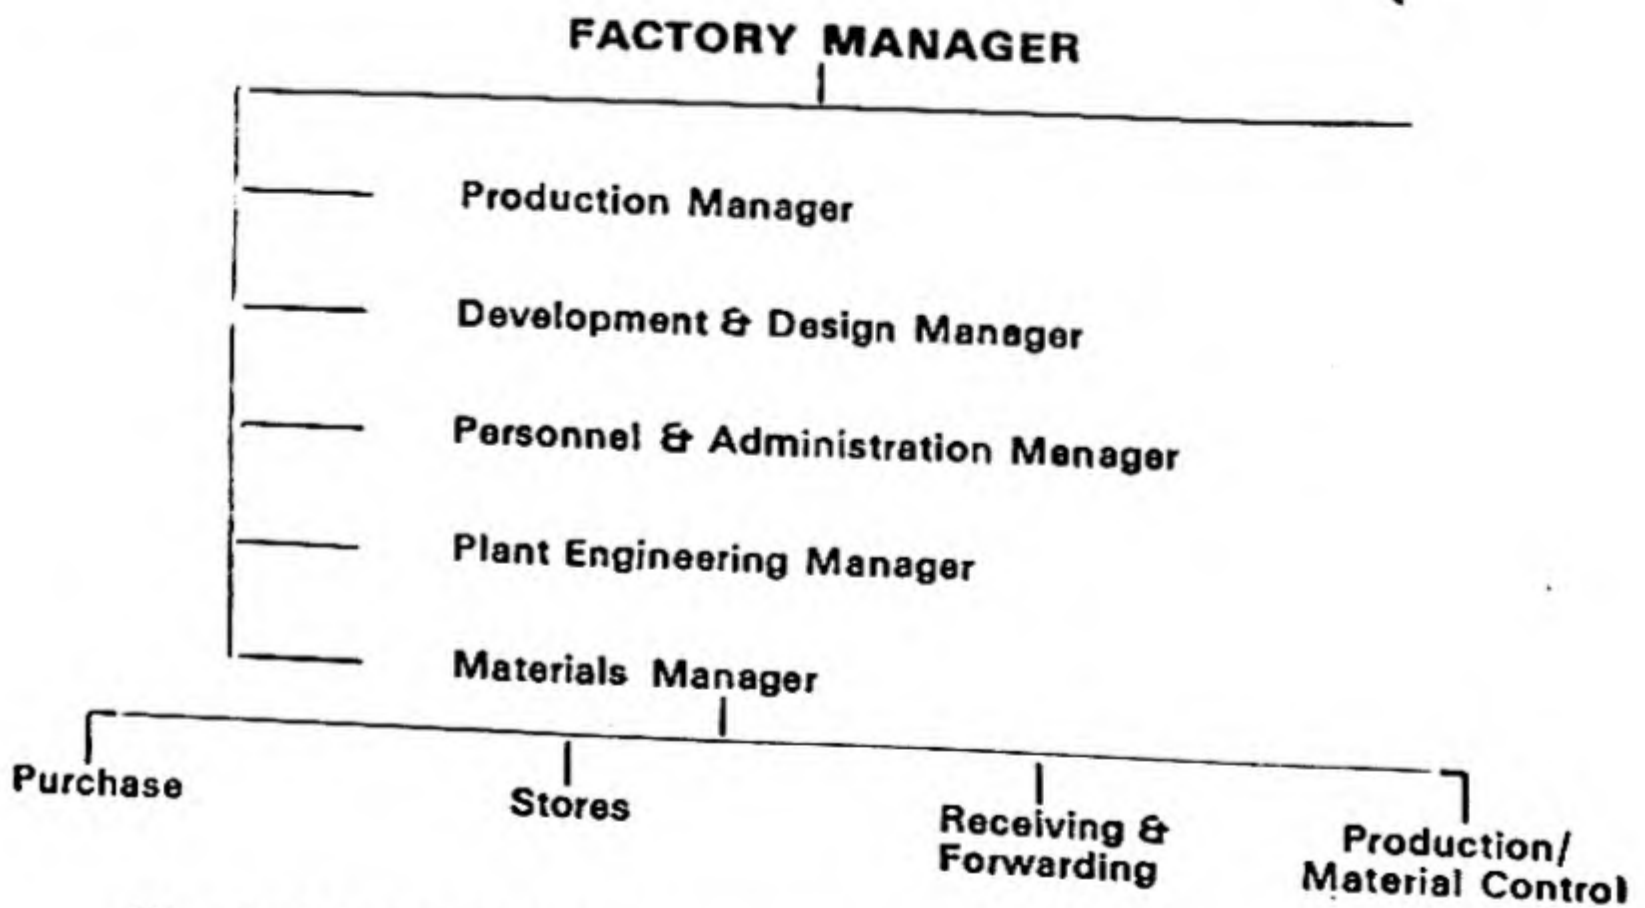 FACTORY MANAGER
Production Manager
Development & Design Manager
Personnel & Administration Manager
Plant Engineering Manager
Materials Manager
Purchase
Stores
Receiving &
Forwarding
Production/
Material Control